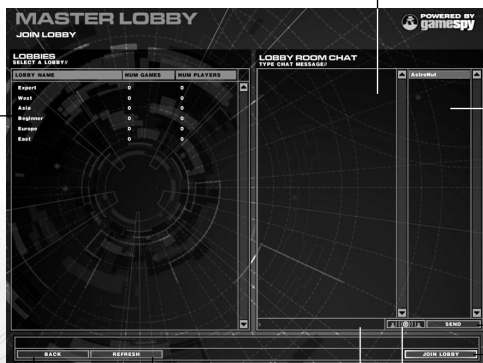 MASTER LOBBY
JOIN LOBBY
POWERED BY
gamespy
LOBBIES
SELECT A LOBBY//
LOBBY NAME NUM GAMES NUM PLAYERS
Expert 0 0
West 0 0
Asia 0 0
Beginner 0 0
Europe 0 0
East 0 0
LOBBY ROOM CHAT
TYPE CHAT MESSAGE//
AstroNut
SEND
BACK REFRESH JOIN LOBBY